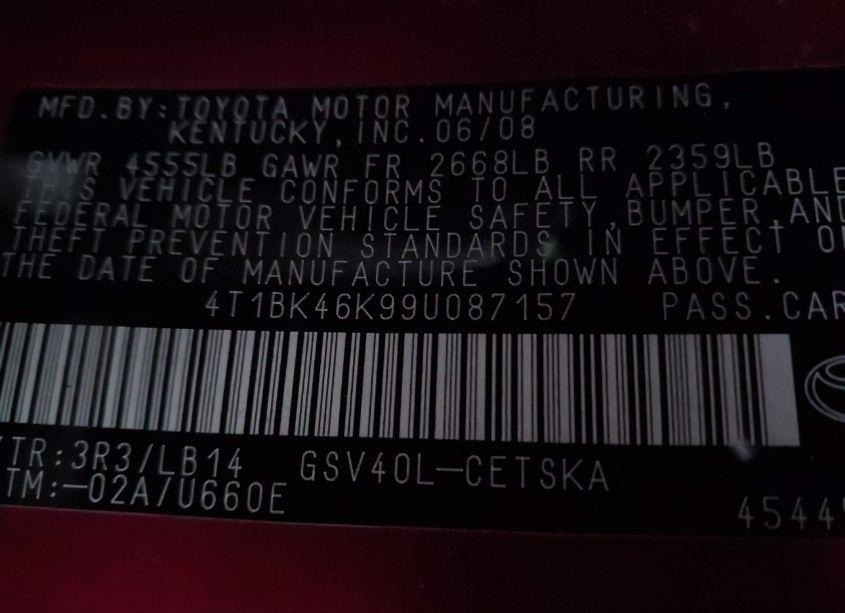 MFD.BY:TOYOTA MOTOR MANUFACTURING,
KENTUCKY,INC.06/08
GVWR 4555LB GAWR FR 2668LB RR 2359LB
THIS VEHICLE CONFORMS TO ALL APPLICABLE
FEDERAL MOTOR VEHICLE SAFETY,BUMPER,AND
THEFT PREVENTION STANDARDS IN EFFECT O
THE DATE OF MANUFACTURE SHOWN ABOVE.
4T1BK46K99U087157 PASS.CAR
/TR:3R3/LB14 GSV40L-CETSKA
TM:-02A/U660E
4544